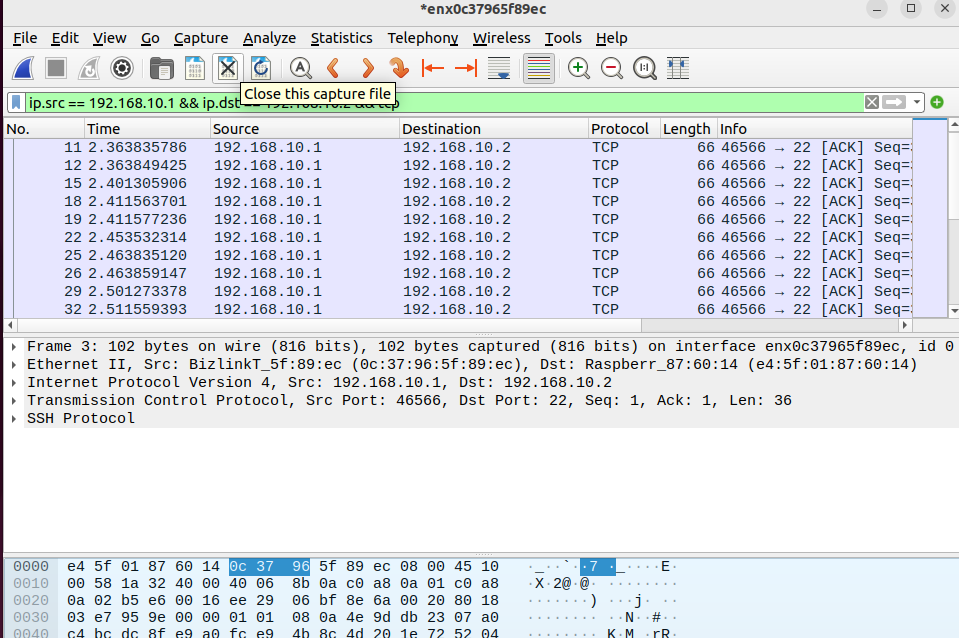 *enx0c37965f89ec
File Edit View Go Capture Analyze Statistics Telephony Wireless Tools Help
Close this capture file
ip.src == 192.168.10.1 && ip.dst == 192.168.10.2 && tcp
No. Time Source Destination Protocol Length Info
11 2.363835786 192.168.10.1 192.168.10.2 TCP 66 46566 → 22 [ACK] Seq=
12 2.363849425 192.168.10.1 192.168.10.2 TCP 66 46566 → 22 [ACK] Seq=
15 2.401305906 192.168.10.1 192.168.10.2 TCP 66 46566 → 22 [ACK] Seq=
18 2.411563701 192.168.10.1 192.168.10.2 TCP 66 46566 → 22 [ACK] Seq=
19 2.411577236 192.168.10.1 192.168.10.2 TCP 66 46566 → 22 [ACK] Seq=
22 2.453532314 192.168.10.1 192.168.10.2 TCP 66 46566 → 22 [ACK] Seq=
25 2.463835120 192.168.10.1 192.168.10.2 TCP 66 46566 → 22 [ACK] Seq=
26 2.463859147 192.168.10.1 192.168.10.2 TCP 66 46566 → 22 [ACK] Seq=
29 2.501273378 192.168.10.1 192.168.10.2 TCP 66 46566 → 22 [ACK] Seq=
32 2.511559393 192.168.10.1 192.168.10.2 TCP 66 46566 → 22 [ACK] Seq=
Frame 3: 102 bytes on wire (816 bits), 102 bytes captured (816 bits) on interface enx0c37965f89ec, id 0
Ethernet II, Src: BizlinkT_5f:89:ec (0c:37:96:5f:89:ec), Dst: Raspberr_87:60:14 (e4:5f:01:87:60:14)
Internet Protocol Version 4, Src: 192.168.10.1, Dst: 192.168.10.2
Transmission Control Protocol, Src Port: 46566, Dst Port: 22, Seq: 1, Ack: 1, Len: 36
SSH Protocol
0000 e4 5f 01 87 60 14 0c 37 96 5f 89 ec 08 00 45 10 ·_··`··7·_····E·
0010 00 58 1a 32 40 00 40 06 8b 0a c0 a8 0a 01 c0 a8 ·X·2@·@·········
0020 0a 02 b5 e6 00 16 ee 29 06 bf 8e 6a 00 20 80 18 ·······)···j· ··
0030 03 e7 95 9e 00 00 01 01 08 0a 4e 9d db 23 07 a0 ··········N··#··
0040 c4 bc dc 8f e9 a0 fc e9 4b 8c 4d 20 1e 72 52 04 ········K·M ·rR·